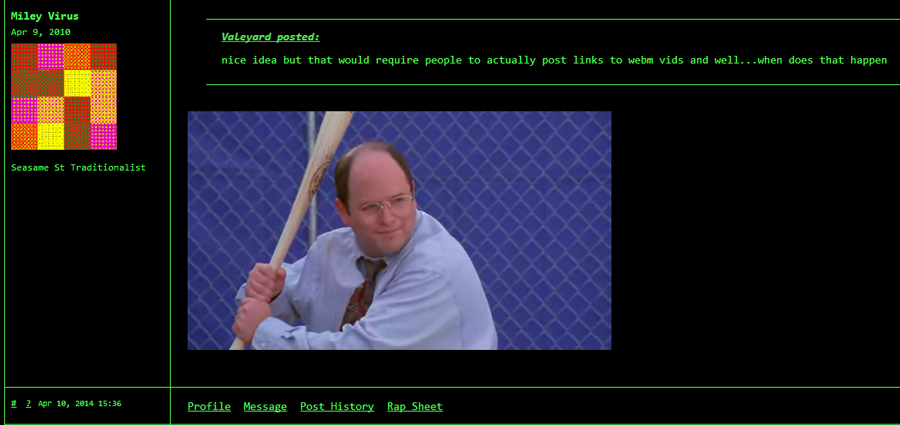 Miley Virus
Apr 9, 2010
Seasame St Traditionalist
Valeyard posted:
nice idea but that would require people to actually post links to webm vids and well...when does that happen
# ? Apr 10, 2014 15:36
Profile Message Post History Rap Sheet